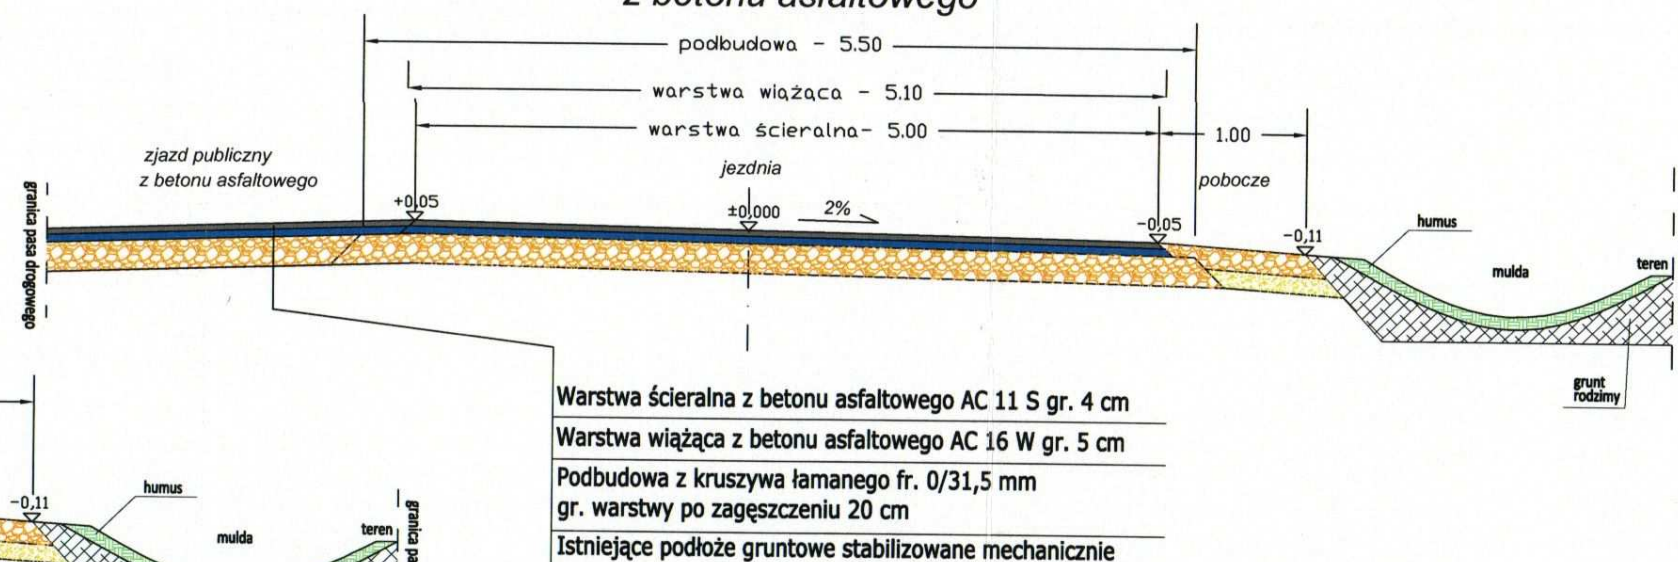 z betonu asfaltowego
podbudowa - 5.50
warstwa wiążąca - 5.10
warstwa ścieralna- 5.00
1.00
zjazd publiczny
z betonu asfaltowego
jezdnia
pobocze
granica pasa drogowego
+0,05
±0,000
2%
-0,05
-0,11
humus
mulda
teren
grunt
rodzimy
Warstwa ścieralna z betonu asfaltowego AC 11 S gr. 4 cm
Warstwa wiążąca z betonu asfaltowego AC 16 W gr. 5 cm
Podbudowa z kruszywa łamanego fr. 0/31,5 mm
gr. warstwy po zagęszczeniu 20 cm
Istniejące podłoże gruntowe stabilizowane mechanicznie
-0,11
humus
mulda
teren
granica pa